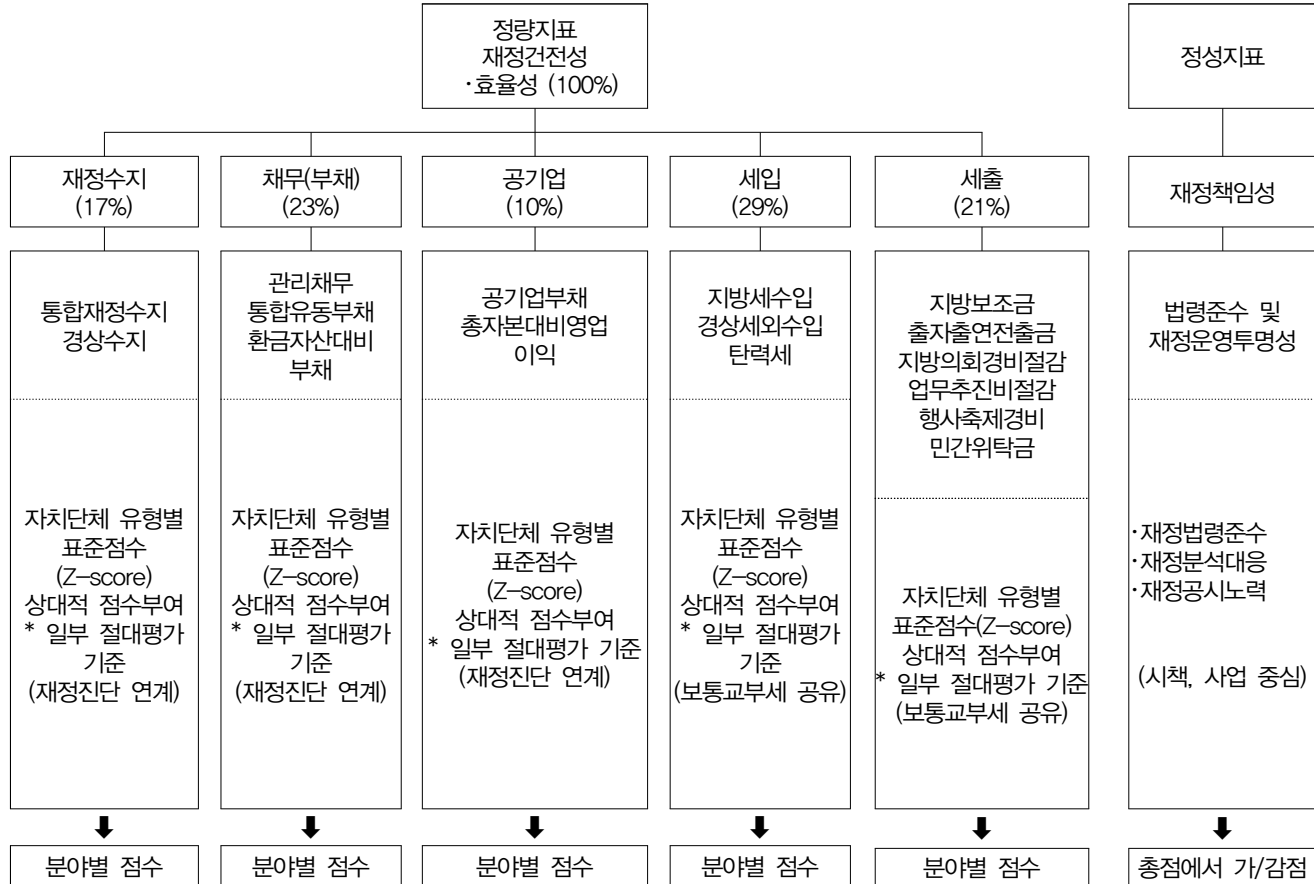 정량지표
재정건전성
·효율성 (100%)
정성지표
재정수지
(17%)
채무(부채)
(23%)
공기업
(10%)
세입
(29%)
세출
(21%)
재정책임성
통합재정수지
경상수지
관리채무
통합유동부채
환금자산대비
부채
공기업부채
총자본대비영업
이익
지방세수입
경상세외수입
탄력세
지방보조금
출자출연전출금
지방의회경비절감
업무추진비절감
행사축제경비
민간위탁금
법령준수 및
재정운영투명성
자치단체 유형별
표준점수
(Z-score)
상대적 점수부여
* 일부 절대평가
기준
(재정진단 연계)
자치단체 유형별
표준점수
(Z-score)
상대적 점수부여
* 일부 절대평가
기준
(재정진단 연계)
자치단체 유형별
표준점수
(Z-score)
상대적 점수부여
* 일부 절대평가 기준
(재정진단 연계)
자치단체 유형별
표준점수
(Z-score)
상대적 점수부여
* 일부 절대평가
기준
(보통교부세 공유)
자치단체 유형별
표준점수(Z-score)
상대적 점수부여
* 일부 절대평가 기준
(보통교부세 공유)
·재정법령준수
·재정분석대응
·재정공시노력
(시책, 사업 중심)
분야별 점수
분야별 점수
분야별 점수
분야별 점수
분야별 점수
총점에서 가/감점